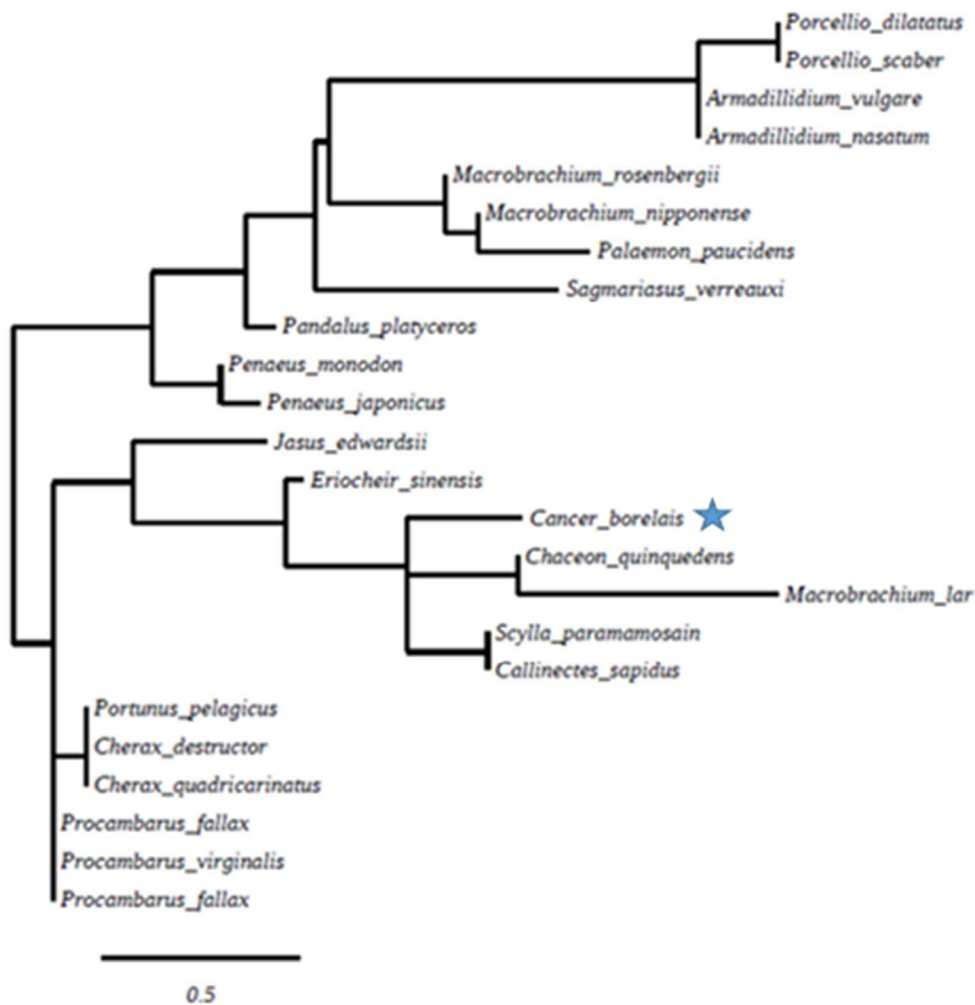 Porcellio_dilatatus
Porcellio_scaber
Armadillidium_vulgare
Armadillidium_nasatum
Macrobrachium_rosenbergii
Macrobrachium_nipponense
Palaemon_paucidens
Sagmariasus_verreauxi
Pandalus_platyceros
Penaeus_monodon
Penaeus_japonicus
Jasus_edwardsii
Eriocheir_sinensis
Cancer_borelais
Chaceon_quinquedens
Macrobrachium_lar
Scylla_paramamosain
Callinectes_sapidus
Portunus_pelagicus
Cherax_destructor
Cherax_quadricarinatus
Procambarus_fallax
Procambarus_virginalis
Procambarus_fallax
0.5